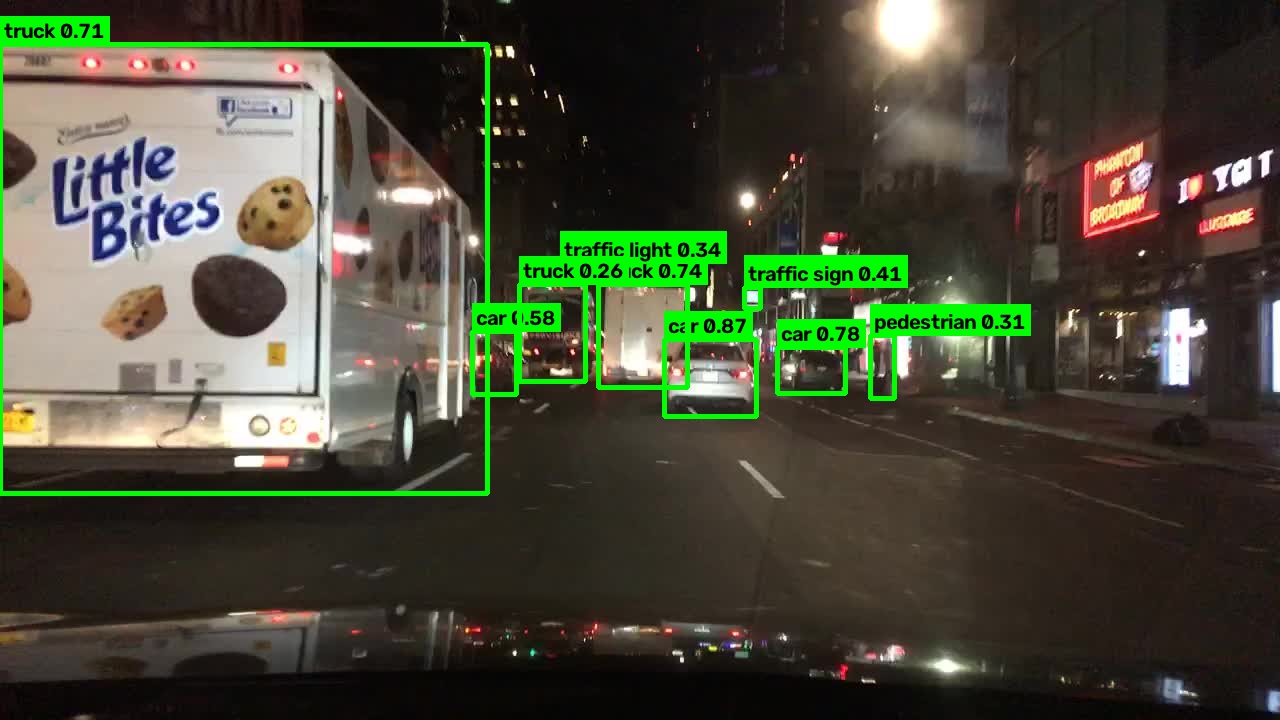 truck 0.71
Little
Bites
PHANTOM
OF
BROADWAY
I ♥
LUGGAGE
traffic light 0.34
truck 0.26
ck 0.74
traffic sign 0.41
car 0.58
car 0.87
car 0.78
pedestrian 0.31